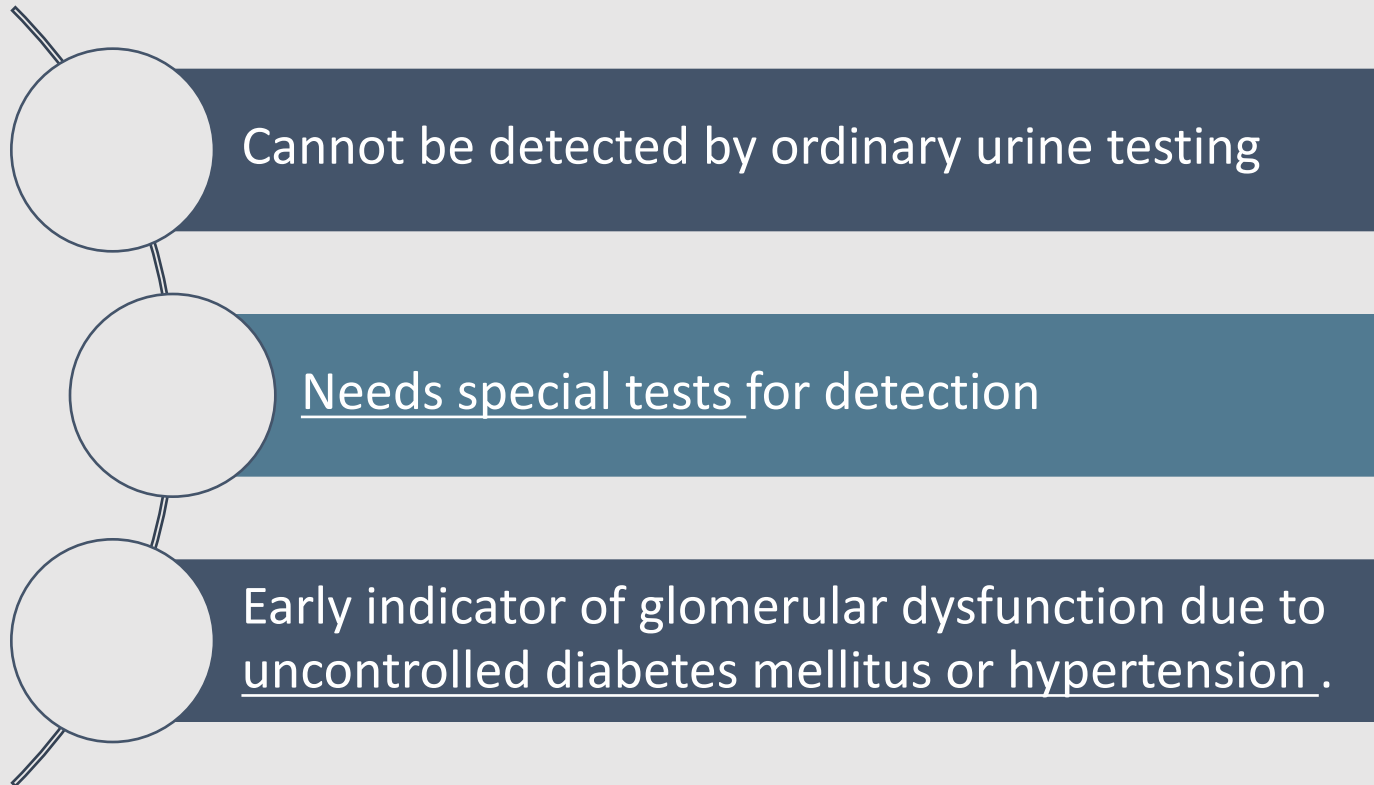 Cannot be detected by ordinary urine testing
Needs special tests for detection
Early indicator of glomerular dysfunction due to
uncontrolled diabetes mellitus or hypertension .